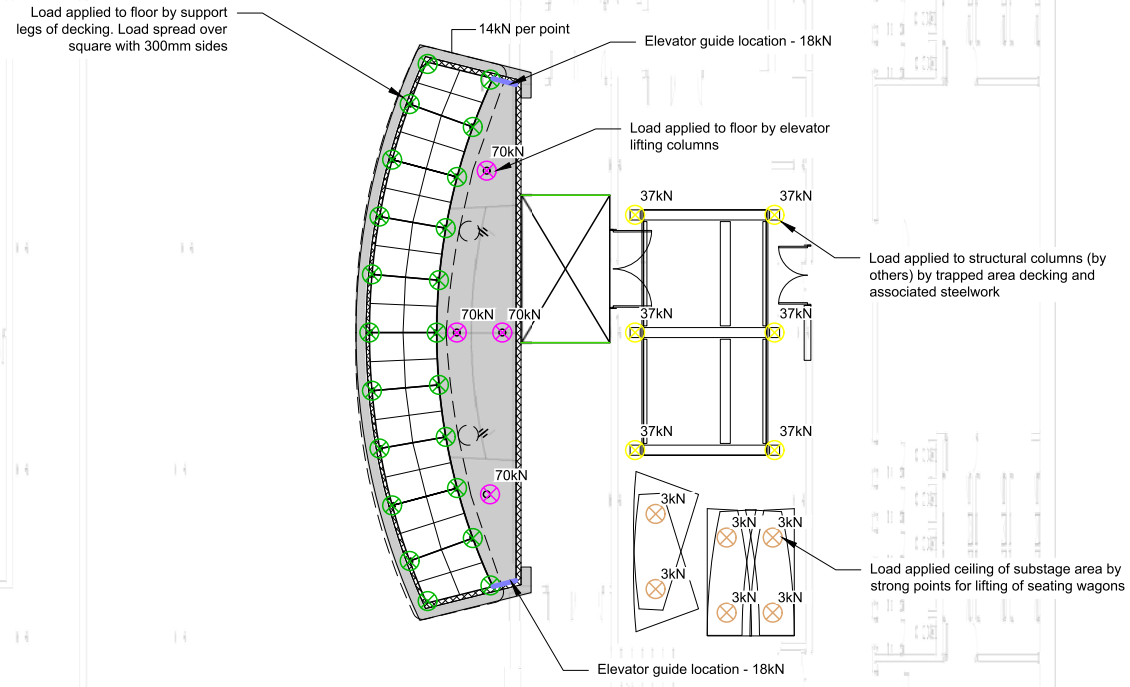 Load applied to floor by support
legs of decking. Load spread over
square with 300mm sides
14kN per point
Elevator guide location - 18kN
Load applied to floor by elevator
lifting columns
70kN
37kN
37kN
Load applied to structural columns (by
others) by trapped area decking and
associated steelwork
70kN
70kN
37kN
37kN
37kN
37kN
70kN
3kN
3kN
3kN
Load applied ceiling of substage area by
strong points for lifting of seating wagons
3kN
3kN
3kN
Elevator guide location - 18kN